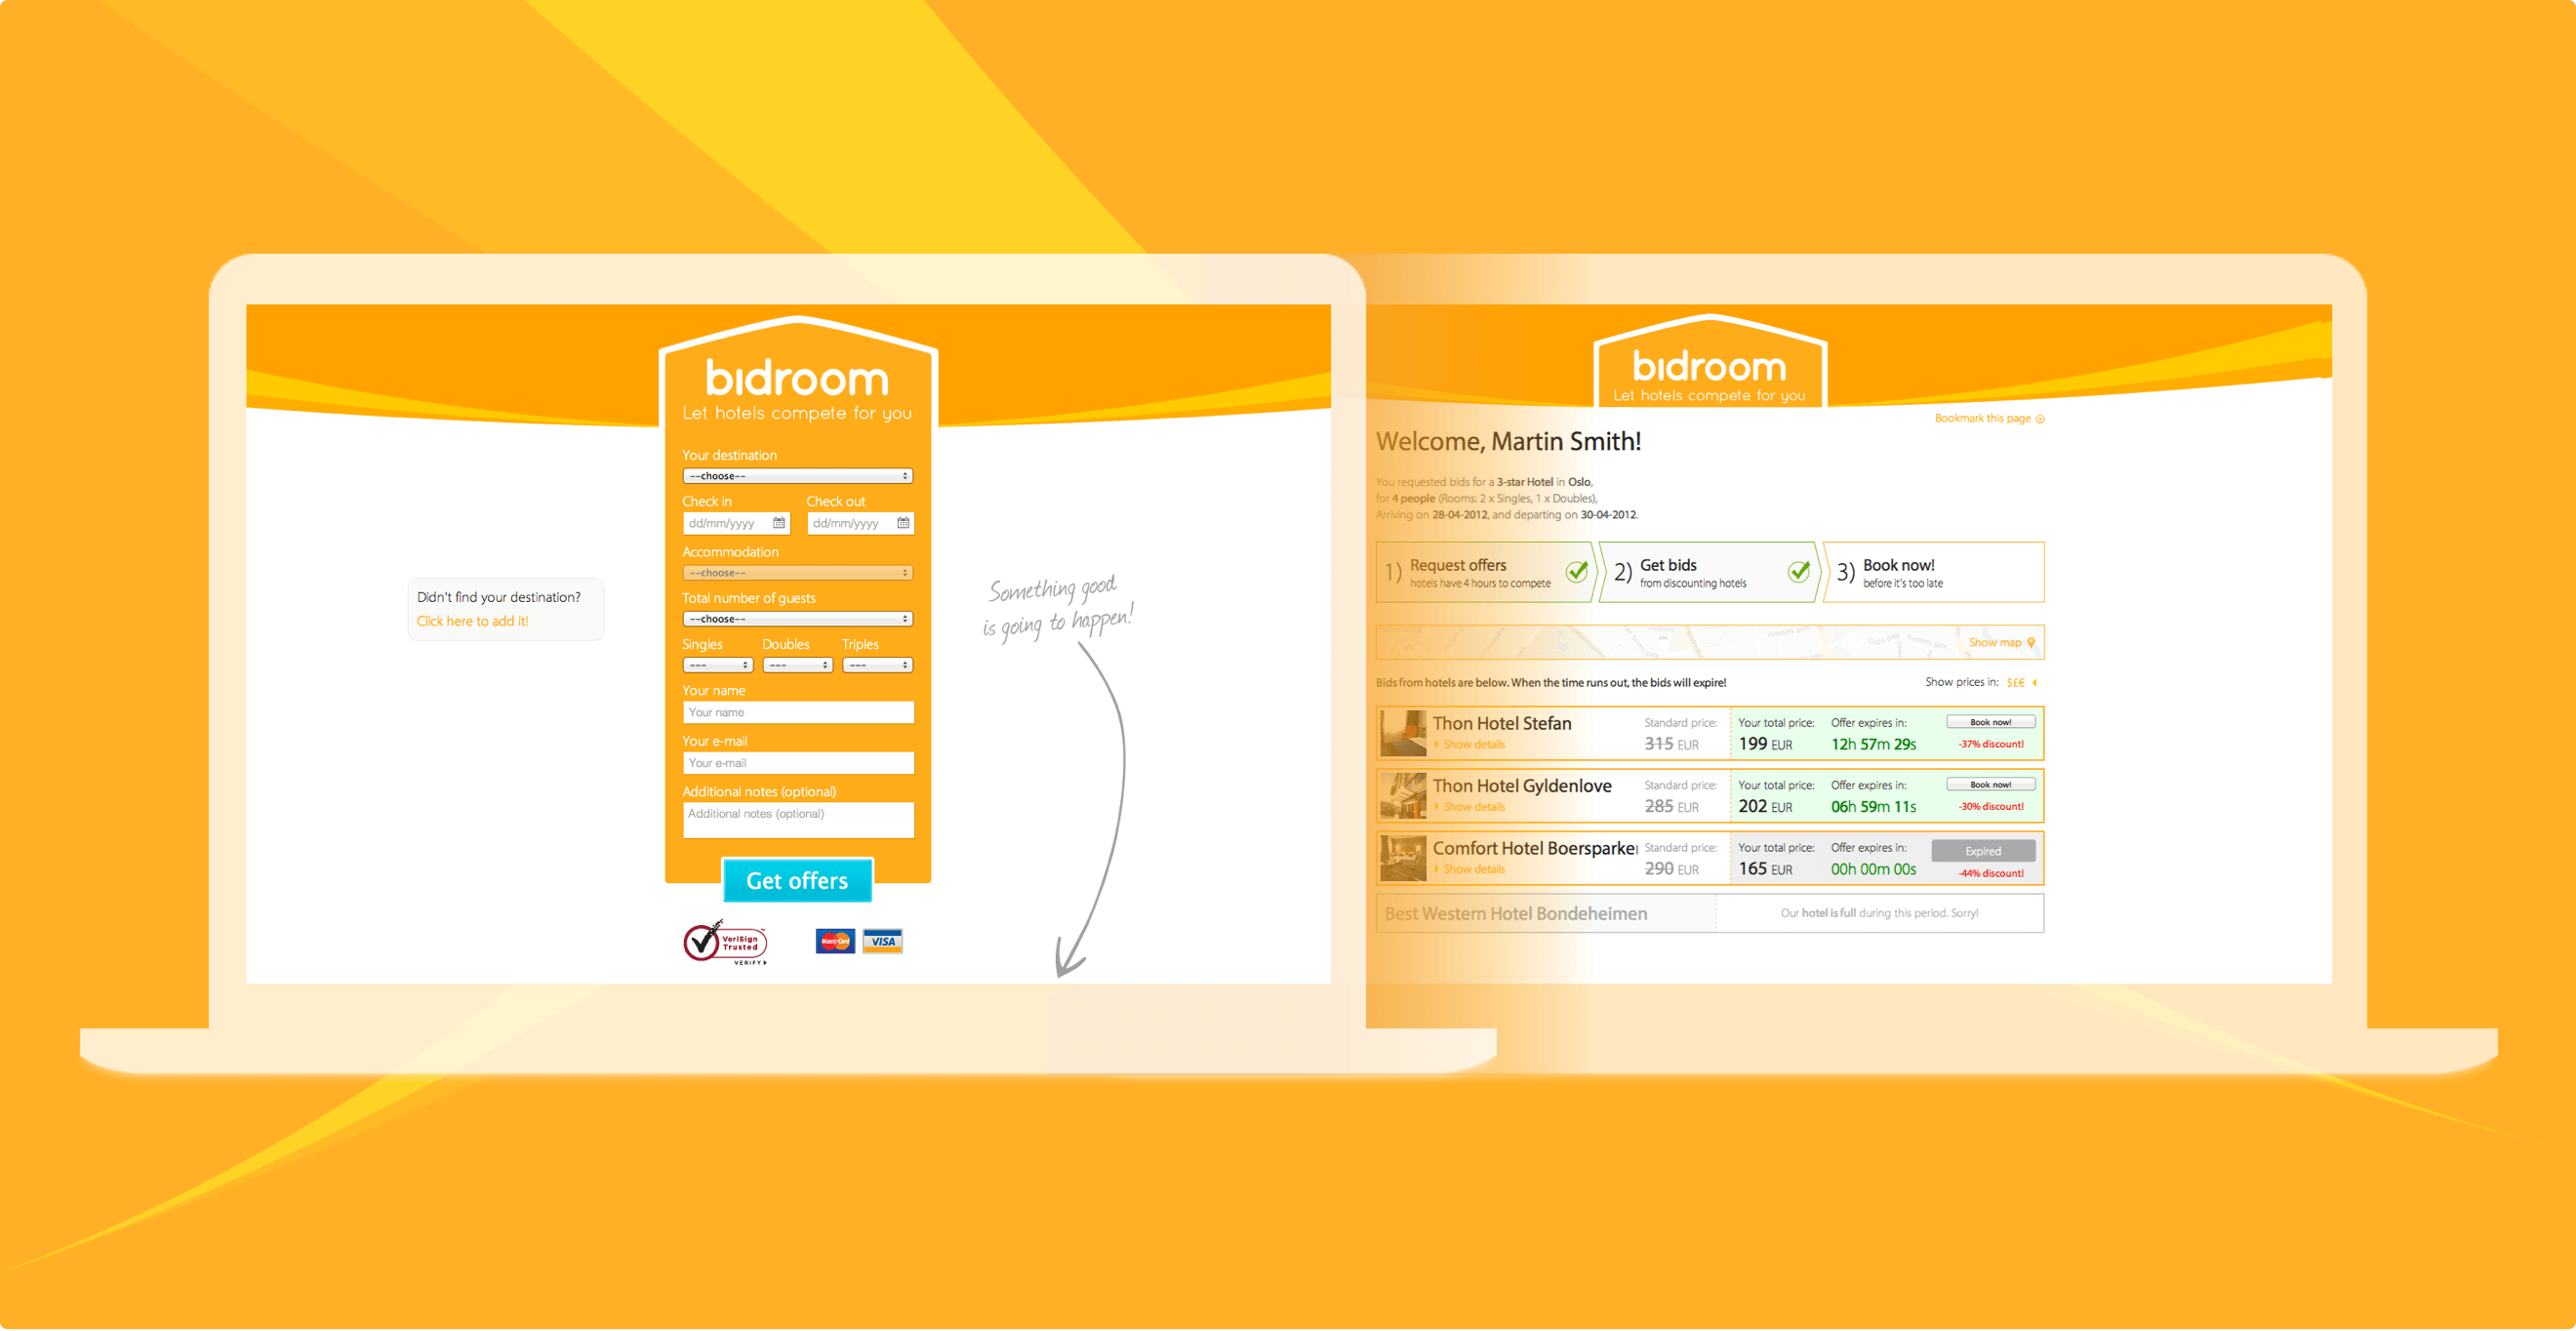 bidroom
Let hotels compete for you
Your destination
--choose--
Check in Check out
dd/mm/yyyy dd/mm/yyyy
Accommodation
--choose--
Total number of guests
--choose--
Singles Doubles Triples
--- --- ---
Your name
Your name
Your e-mail
Your e-mail
Additional notes (optional)
Additional notes (optional)
Get offers
VeriSign
Trusted
VERIFY
MasterCard VISA
Didn't find your destination?
Click here to add it!
Something good
is going to happen!
bidroom
Let hotels compete for you
Bookmark this page
Welcome, Martin Smith!
You requested bids for a 3-star Hotel in Oslo,
for 4 people (Rooms: 2 x Singles, 1 x Doubles),
Arriving on 28-04-2012, and departing on 30-04-2012.
1) Request offers
hotels have 4 hours to compete
2) Get bids
from discounting hotels
3) Book now!
before it's too late
Show map
Bids from hotels are below. When the time runs out, the bids will expire!
Show prices in: $£€
Thon Hotel Stefan Standard price: Your total price: Offer expires in: Book now!
Show details 315 EUR 199 EUR 12h 57m 29s -37% discount!
Thon Hotel Gyldenlove Standard price: Your total price: Offer expires in: Book now!
Show details 285 EUR 202 EUR 06h 59m 11s -30% discount!
Comfort Hotel Boersparke Standard price: Your total price: Offer expires in: Expired
Show details 290 EUR 165 EUR 00h 00m 00s -44% discount!
Best Western Hotel Bondeheimen Our hotel is full during this period. Sorry!